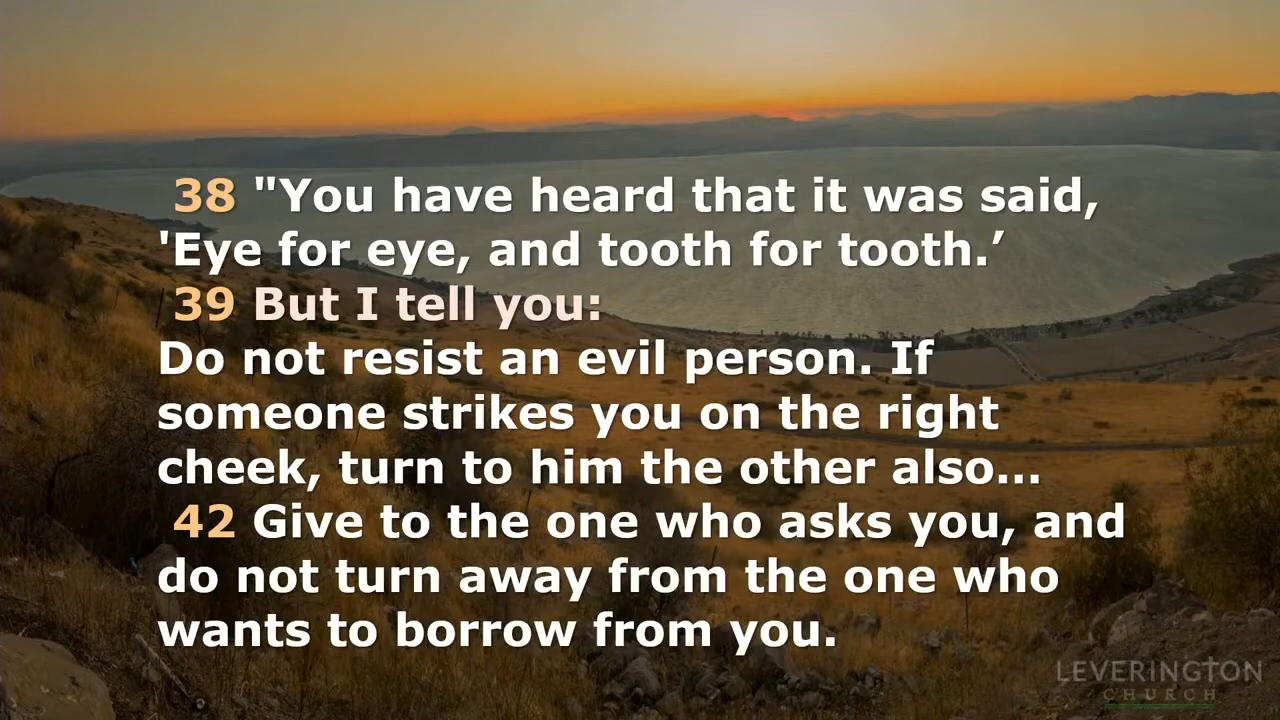 38 "You have heard that it was said,
'Eye for eye, and tooth for tooth.’
39 But I tell you:
Do not resist an evil person. If
someone strikes you on the right
cheek, turn to him the other also...
42 Give to the one who asks you, and
do not turn away from the one who
wants to borrow from you.
LEVERINGTON
CHURCH